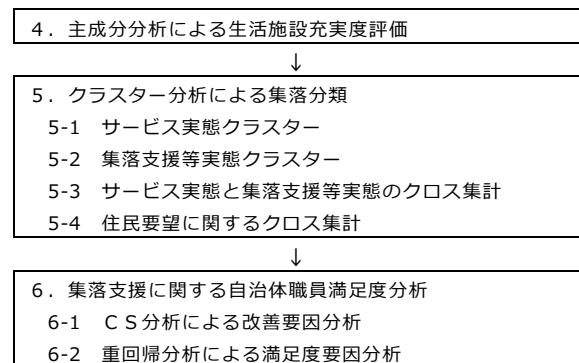 ４．主成分分析による生活施設充実度評価
↓
５．クラスター分析による集落分類
5-1 サービス実態クラスター
5-2 集落支援等実態クラスター
5-3 サービス実態と集落支援等実態のクロス集計
5-4 住民要望に関するクロス集計
↓
６．集落支援に関する自治体職員満足度分析
6-1 ＣＳ分析による改善要因分析
6-2 重回帰分析による満足度要因分析